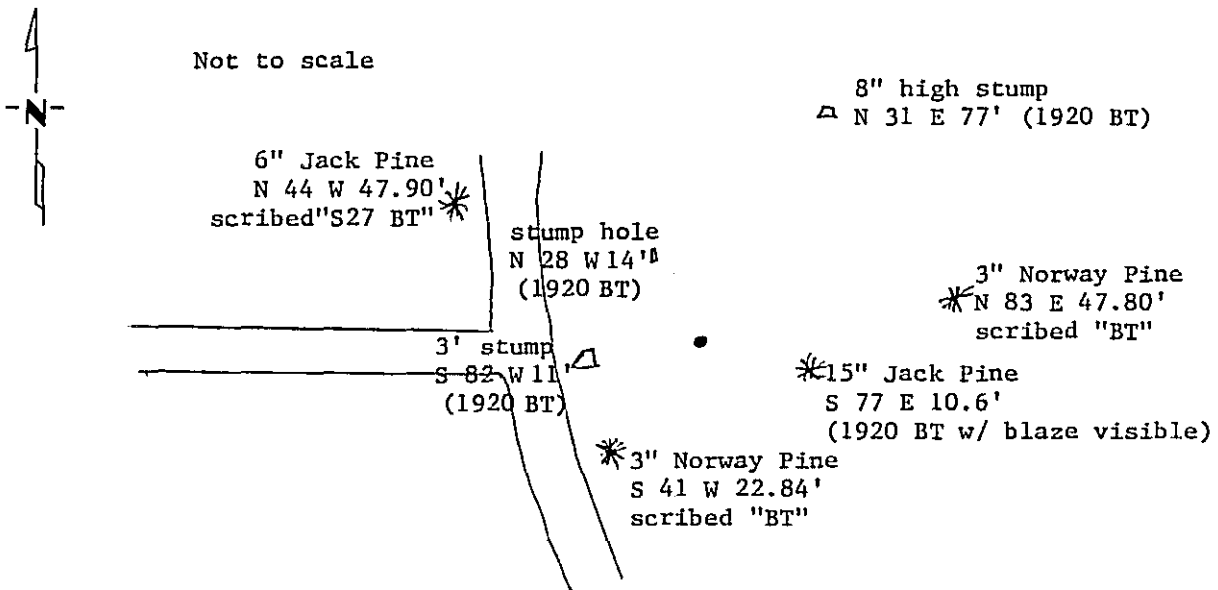 Not to scale
N
8" high stump
N 31 E 77' (1920 BT)
6" Jack Pine
N 44 W 47.90'
scribed"S27 BT"
stump hole
N 28 W 14'
(1920 BT)
3" Norway Pine
N 83 E 47.80'
scribed "BT"
3' stump
S 82 W 11'
(1920 BT)
15" Jack Pine
S 77 E 10.6'
(1920 BT w/ blaze visible)
3" Norway Pine
S 41 W 22.84'
scribed "BT"